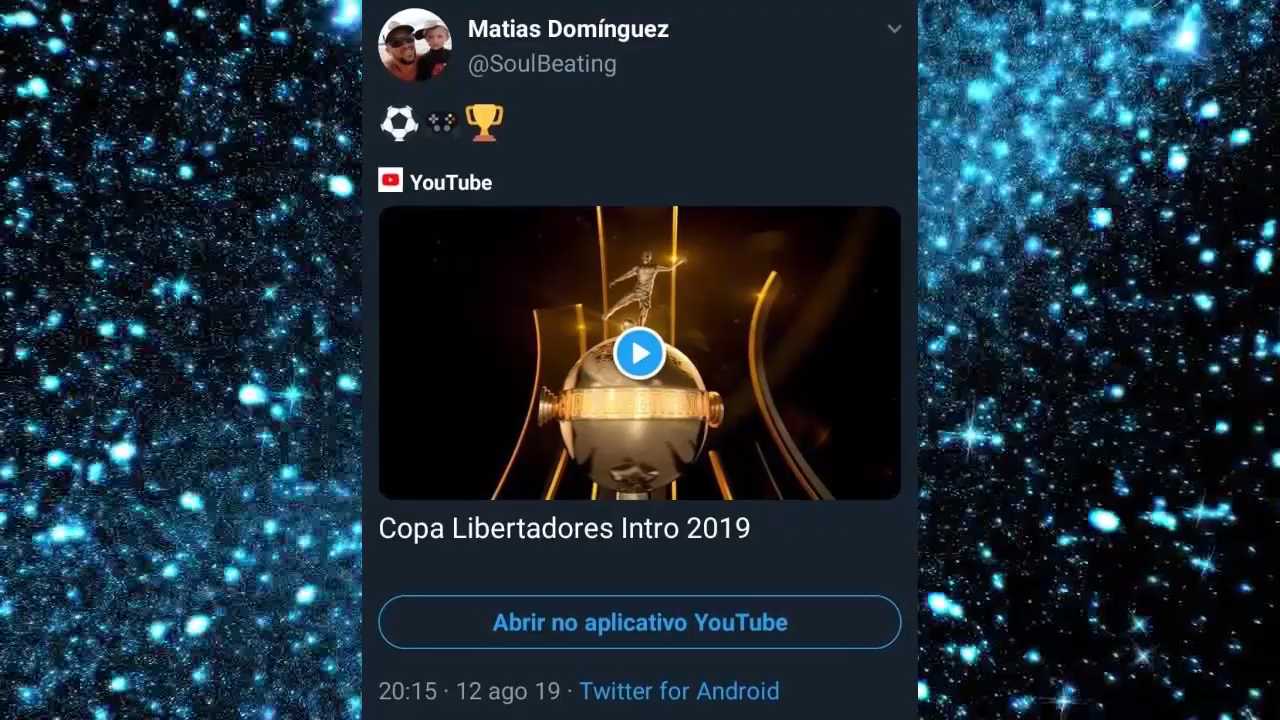 Matias Domínguez
@SoulBeating
YouTube
Copa Libertadores Intro 2019
Abrir no aplicativo YouTube
20:15 · 12 ago 19 · Twitter for Android